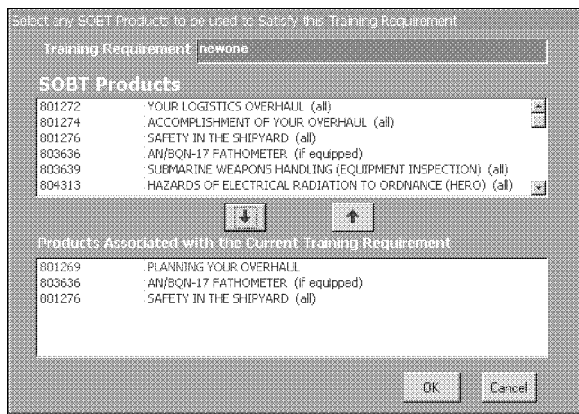 Select any SOBT Products to be used to Satisfy this Training Requirement
Training Requirement newone
SOBT Products
801272 YOUR LOGISTICS OVERHAUL (all)
801274 ACCOMPLISHMENT OF YOUR OVERHAUL (all)
801276 SAFETY IN THE SHIPYARD (all)
803636 AN/BQN-17 FATHOMETER (if equipped)
803639 SUBMARINE WEAPONS HANDLING (EQUIPMENT INSPECTION) (all)
804313 HAZARDS OF ELECTRICAL RADIATION TO ORDNANCE (HERO) (all)
Products Associated with the Current Training Requirement
801269 PLANNING YOUR OVERHAUL
803636 AN/BQN-17 FATHOMETER (if equipped)
801276 SAFETY IN THE SHIPYARD (all)
OK Cancel